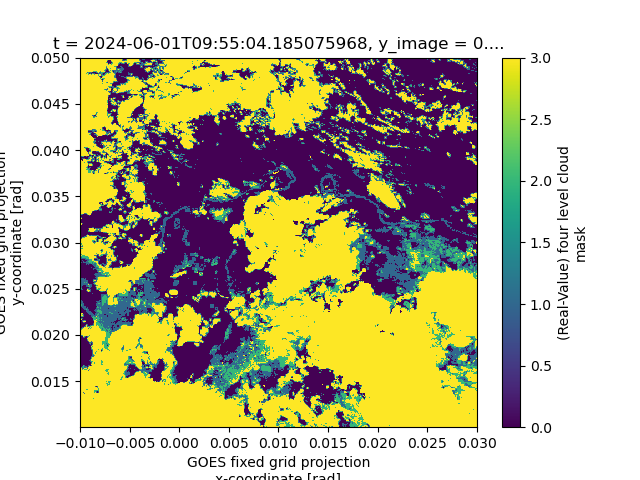 t = 2024-06-01T09:55:04.185075968, y_image = 0....
0.050
0.045
0.040
0.035
0.030
0.025
0.020
0.015
GOES fixed grid projection
y-coordinate [rad]
−0.010 −0.005 0.000 0.005 0.010 0.015 0.020 0.025 0.030
GOES fixed grid projection
x-coordinate [rad]
3.0
2.5
2.0
1.5
1.0
0.5
0.0
(Real-Value) four level cloud
mask